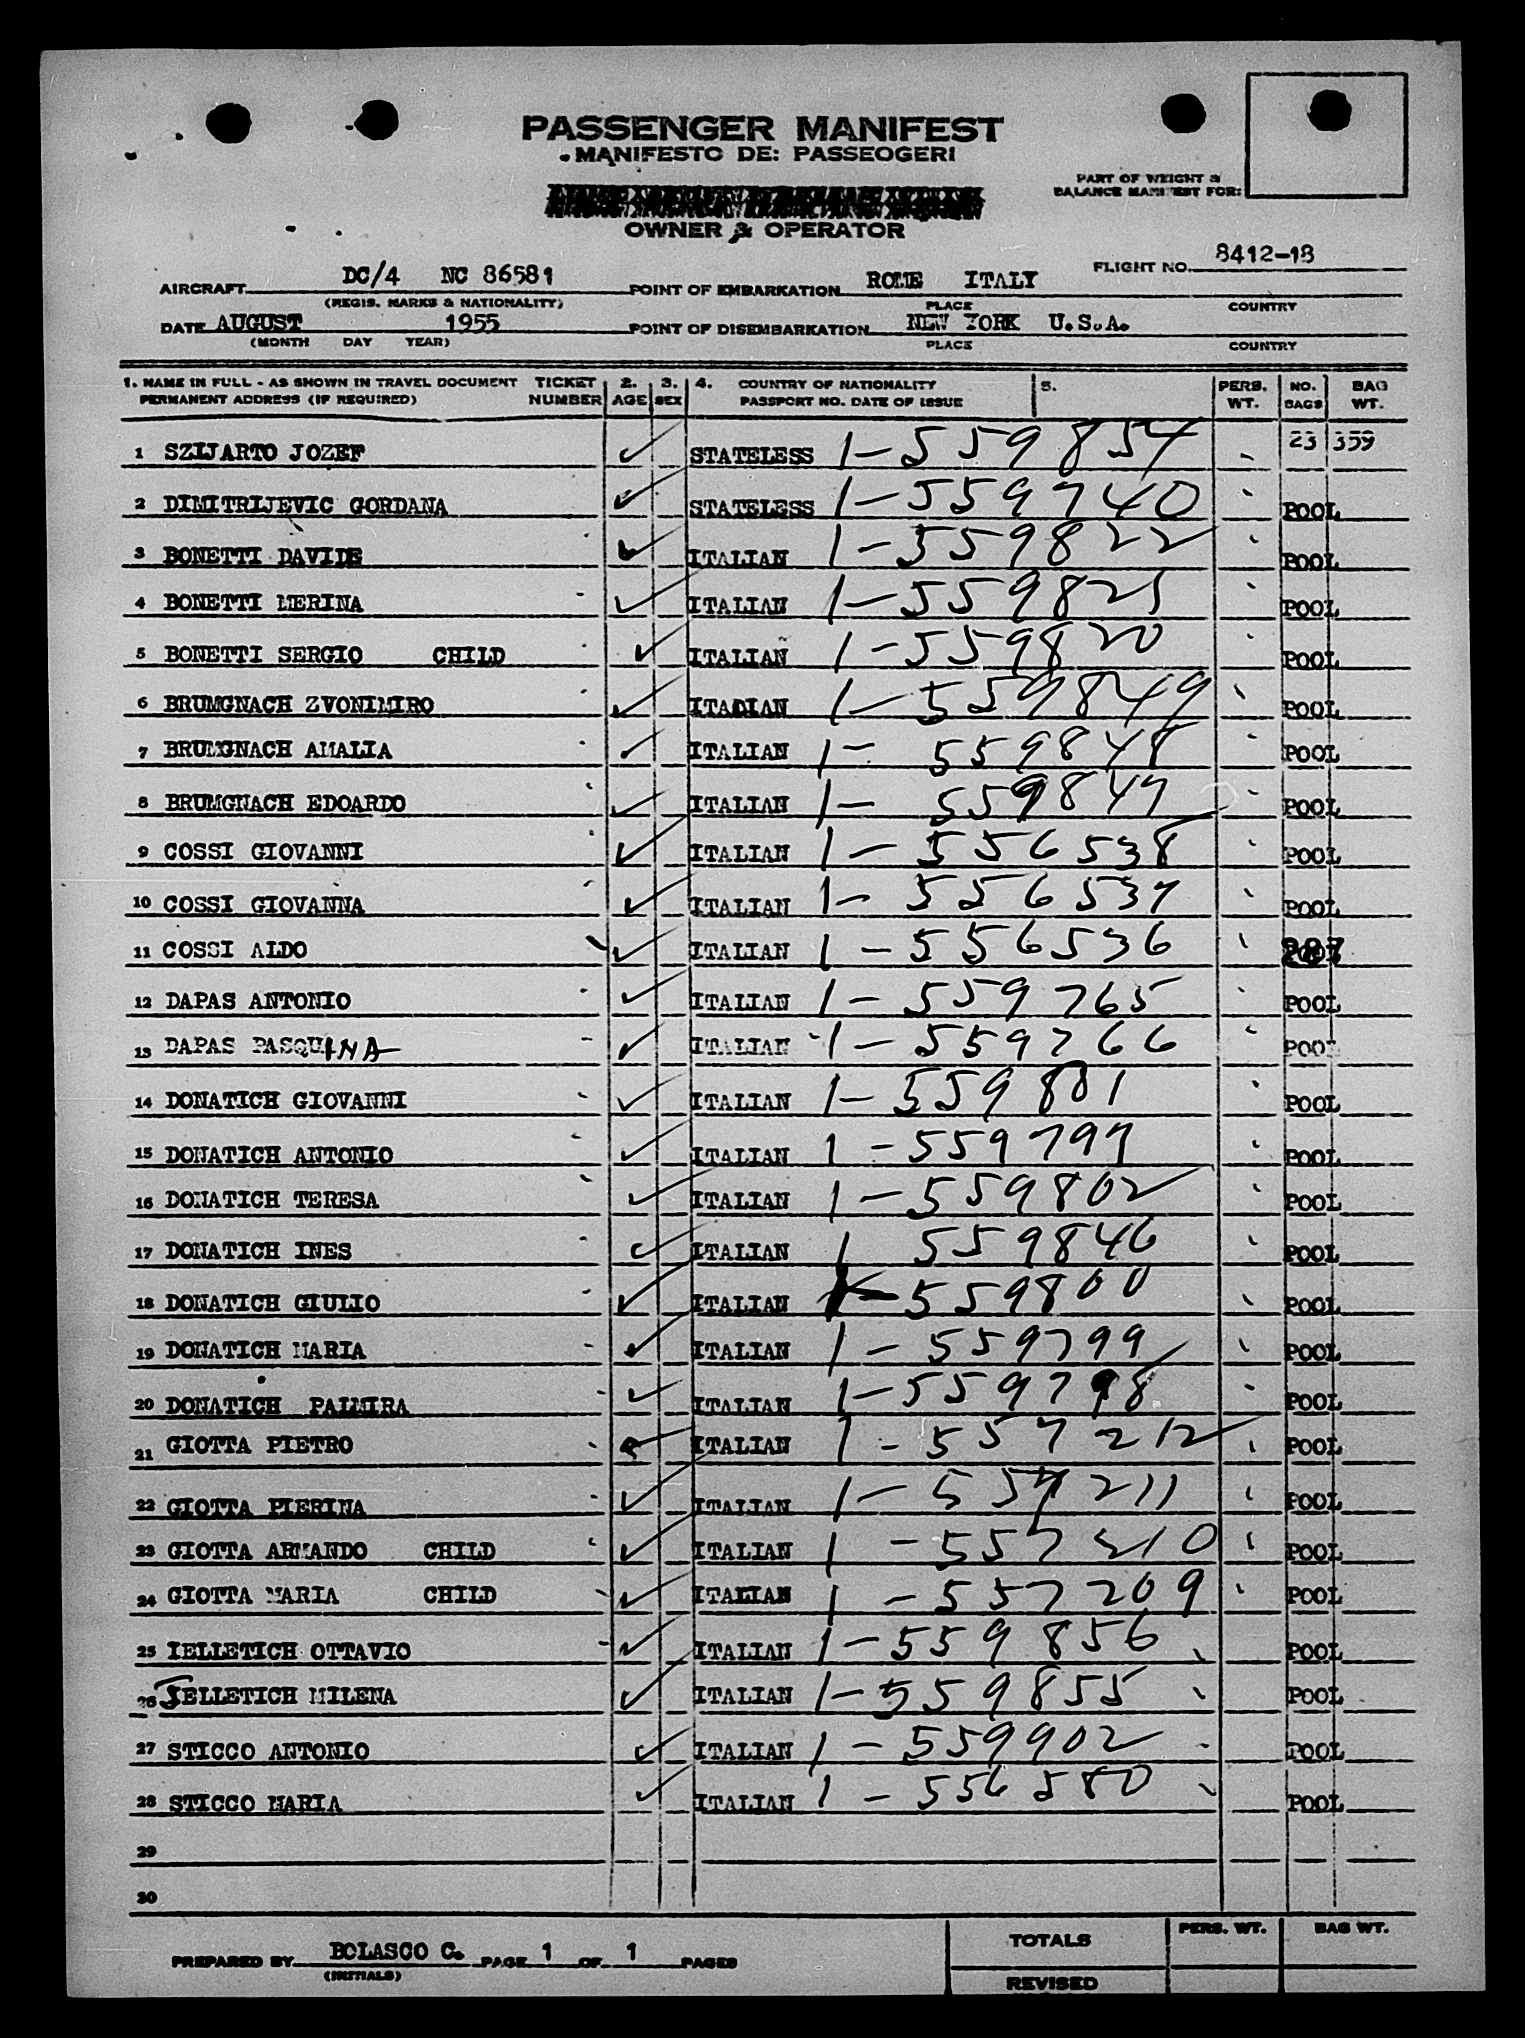 PASSENGER MANIFEST
MANIFESTO DE: PASSEOGERI
PART OF WEIGHT &
BALANCE MANIFEST FOR:
OWNER & OPERATOR
AIRCRAFT DC/4 NC 86581 POINT OF EMBARKATION ROME ITALY FLIGHT NO. 8412-1B
(REGIS. MARKS & NATIONALITY) PLACE COUNTRY
DATE AUGUST 1955 POINT OF DISEMBARKATION NEW YORK U.S.A.
(MONTH DAY YEAR) PLACE COUNTRY
1. NAME IN FULL - AS SHOWN IN TRAVEL DOCUMENT TICKET 2. 3. 4. COUNTRY OF NATIONALITY 5. PERS. NO. BAG
PERMANENT ADDRESS (IF REQUIRED) NUMBER AGE SEX PASSPORT NO. DATE OF ISSUE WT. BAGS WT.
1 SZIJARTO JOZEF STATELESS 1-559854 23 359
2 DIMITRIJEVIC GORDANA STATELESS 1-559740 POOL
3 BONETTI DAVIDE ITALIAN 1-559822 POOL
4 BONETTI MERINA ITALIAN 1-559821 POOL
5 BONETTI SERGIO CHILD ITALIAN 1-559820 POOL
6 BRUMGNACH ZVONIMIRO ITADIAN 1-559849 POOL
7 BRUMGNACH AMALIA ITALIAN 1-559848 POOL
8 BRUMGNACH EDOARDO ITALIAN 1-559847 POOL
9 COSSI GIOVANNI ITALIAN 1-556538 POOL
10 COSSI GIOVANNA ITALIAN 1-556537 POOL
11 COSSI ALDO ITALIAN 1-556536
12 DAPAS ANTONIO ITALIAN 1-559765 POOL
13 DAPAS PASQUINA ITALIAN 1-559766 POOL
14 DONATICH GIOVANNI ITALIAN 1-559801 POOL
15 DONATICH ANTONIO ITALIAN 1-559797 POOL
16 DONATICH TERESA ITALIAN 1-559802 POOL
17 DONATICH INES ITALIAN 1 559846 POOL
18 DONATICH GIULIO ITALIAN 1-559800 POOL
19 DONATICH MARIA ITALIAN 1-559799 POOL
20 DONATICH PALMIRA ITALIAN 1-559798 POOL
21 GIOTTA PIETRO ITALIAN 1-557212 POOL
22 GIOTTA PIERINA ITALIAN 1-557211 POOL
23 GIOTTA ARMANDO CHILD ITALIAN 1-557210 POOL
24 GIOTTA MARIA CHILD ITALIAN 1-557209 POOL
25 IELLETICH OTTAVIO ITALIAN 1-559856 POOL
26 JELLETICH MILENA ITALIAN 1-559855 POOL
27 STICCO ANTONIO ITALIAN 1-559902 POOL
28 STICCO MARIA ITALIAN 1-556580 POOL
29
30
PREPARED BY BOLASCO C. PAGE 1 OF 1 PAGES TOTALS PERS. WT. BAG WT.
(INITIALS)
REVISED